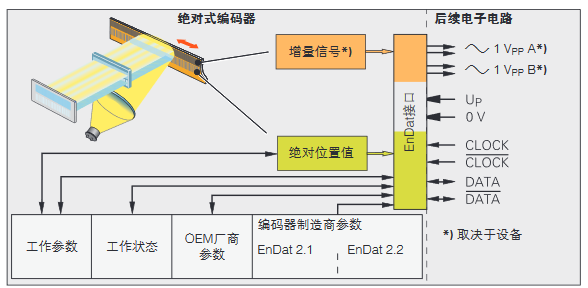 绝对式编码器
后续电子电路
增量信号*)
1 VPP A*)
1 VPP B*)
EnDat接口
UP
0 V
绝对位置值
CLOCK
CLOCK
DATA
DATA
工作参数
工作状态
OEM厂商
参数
编码器制造商参数
EnDat 2.1
EnDat 2.2
*) 取决于设备